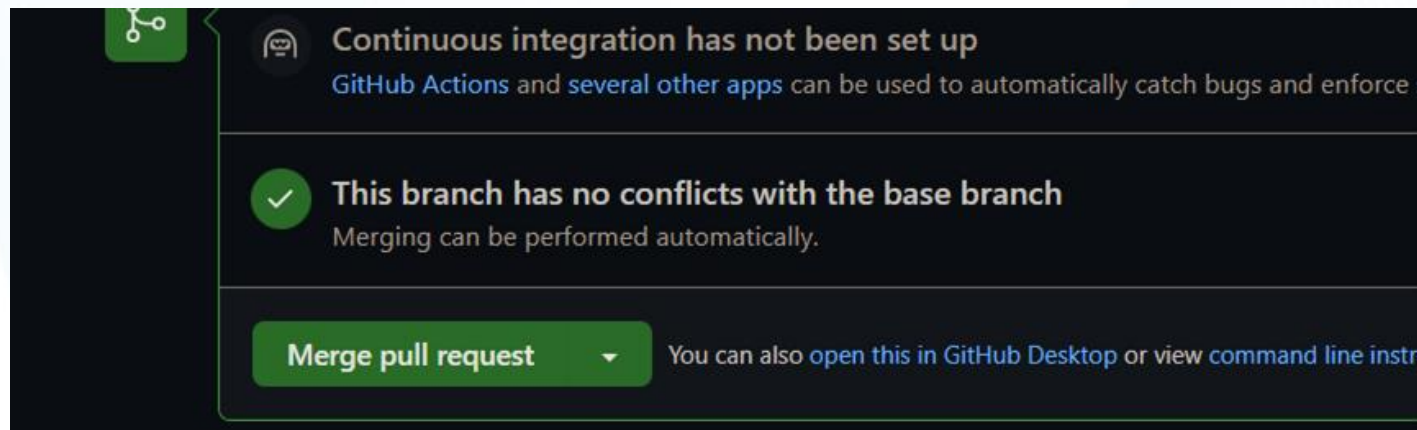 Continuous integration has not been set up
GitHub Actions and several other apps can be used to automatically catch bugs and enforce
This branch has no conflicts with the base branch
Merging can be performed automatically.
Merge pull request
You can also open this in GitHub Desktop or view command line instr